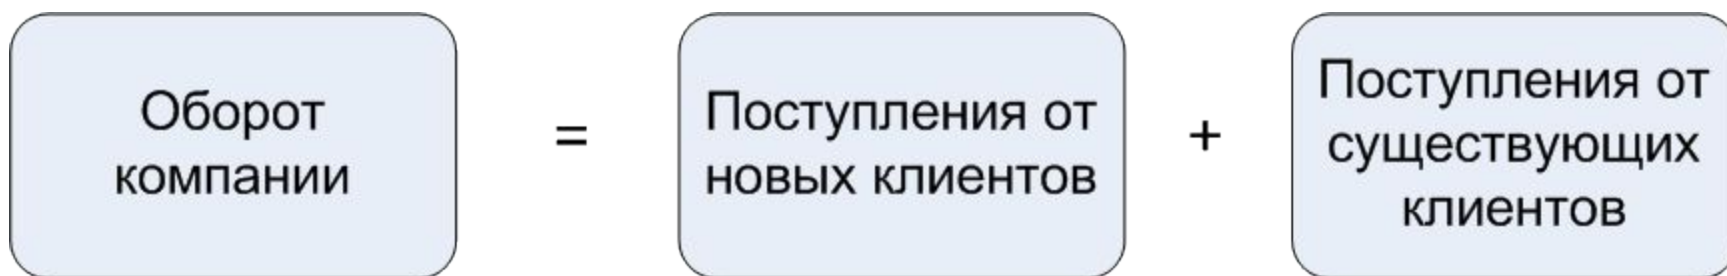 Оборот
компании
=
Поступления от
новых клиентов
+
Поступления от
существующих
клиентов